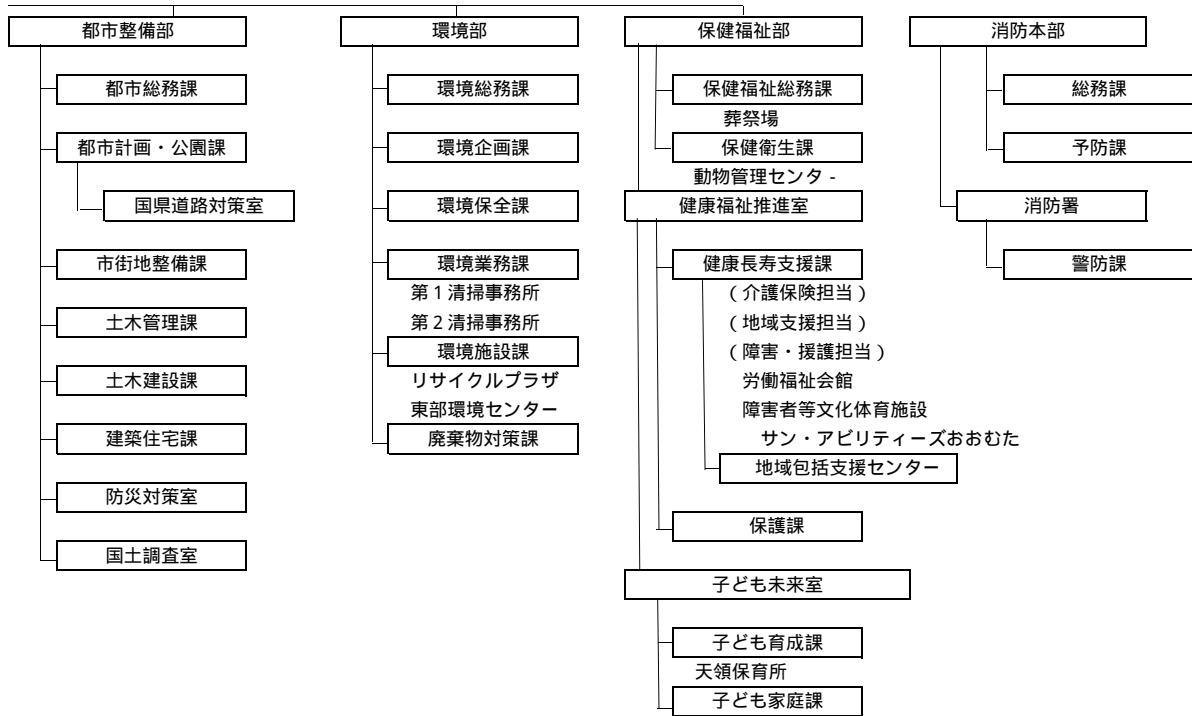 都市整備部
都市総務課
都市計画・公園課
国県道路対策室
市街地整備課
土木管理課
土木建設課
建築住宅課
防災対策室
国土調査室
環境部
環境総務課
環境企画課
環境保全課
環境業務課
第1清掃事務所
第2清掃事務所
環境施設課
リサイクルプラザ
東部環境センター
廃棄物対策課
保健福祉部
保健福祉総務課
葬祭場
保健衛生課
動物管理センタ-
健康福祉推進室
健康長寿支援課
(介護保険担当)
(地域支援担当)
(障害・援護担当)
労働福祉会館
障害者等文化体育施設
サン・アビリティーズおおむた
地域包括支援センター
保護課
子ども未来室
子ども育成課
天領保育所
子ども家庭課
消防本部
総務課
予防課
消防署
警防課